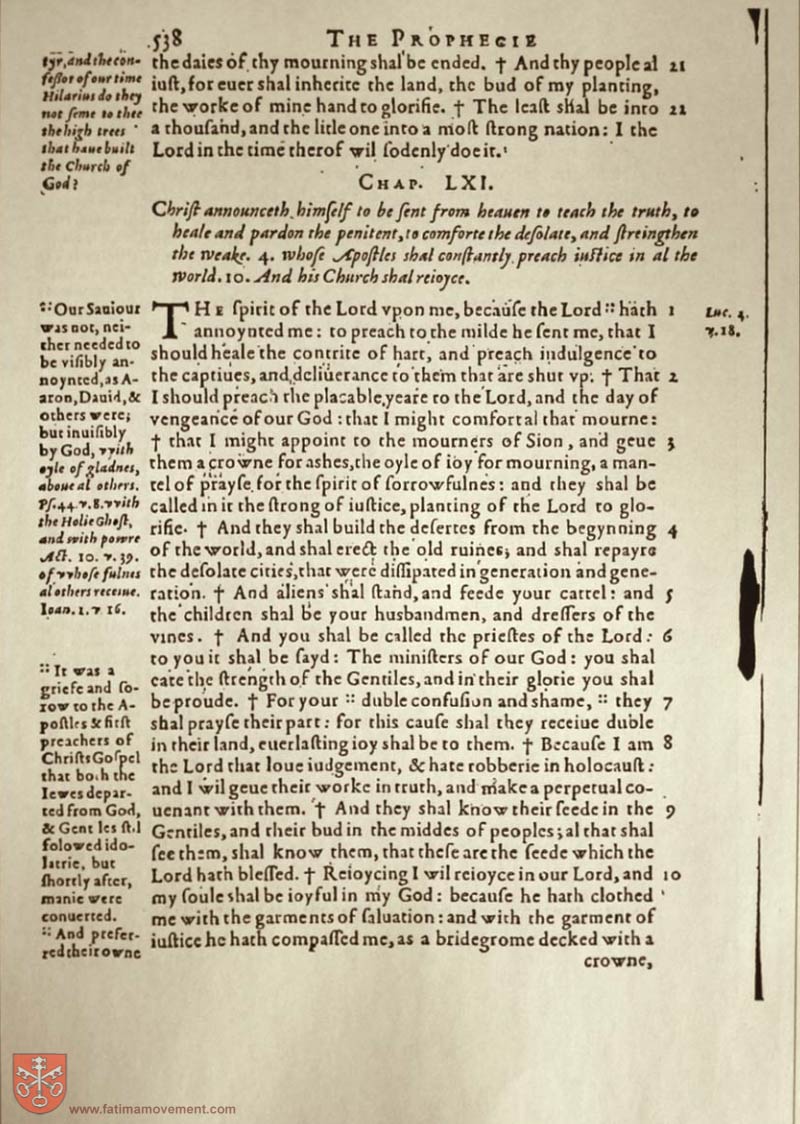 538
THE PROPHECIE
tyr, and the con-
feſſor of our time
Hilarius do they
not ſeme to thee
the high trees
that haue built
the Church of
God?
the daies of thy mourning shal be ended. † And thy people al 21
iuſt, for euer shal inherite the land, the bud of my planting,
the worke of mine hand to glorifie. † The leaſt shal be into 22
a thouſand, and the litle one into a moſt ſtrong nation: I the
Lord in the time therof wil ſodenly doe it.
CHAP. LXI.
Chriſt announceth himſelf to be ſent from heauen to teach the truth, to
heale and pardon the penitent, to comforte the deſolate, and ſtreingthen
the weake. 4. whoſe Apoſtles shal conſtantly preach iuſtice in al the
world. 10. And his Church shal reioyce.
∷ Our Sauiour
was not, nei-
ther needed to
be viſibly an-
noynted, as A-
aron, Dauid, &
others were;
but inuiſibly
by God, vvith
oyle of gladnes,
aboue al others.
Pſ. 44. v. 8. vvith
the Holie Ghoſt,
and with powre
Act. 10. v. 39.
of vvhoſe fulnes
al others receiue.
Ioan. 1. v 16.
THE ſpirit of the Lord vpon me, becauſe the Lord ∷ hath 1
annoynted me: to preach to the milde he ſent me, that I
should heale the contrite of hart, and preach indulgence to
the captiues, and deliuerance to them that are shut vp. † That 2
I should preach the placable yeare to the Lord, and the day of
vengeance of our God: that I might comfort al that mourne:
† that I might appoint to the mourners of Sion, and geue 3
them a crowne for ashes, the oyle of ioy for mourning, a man-
tel of prayſe for the ſpirit of ſorrowfulnes: and they shal be
called in it the ſtrong of iuſtice, planting of the Lord to glo-
rifie. † And they shal build the deſertes from the begynning 4
of the world, and shal erect the old ruines; and shal repayre
the deſolate cities, that were diſſipated in generation and gene-
ration. † And aliens shal ſtand, and feede your cattel: and 5
the children shal be your husbandmen, and dreſſers of the
vines. † And you shal be called the prieſtes of the Lord: 6
to you it shal be ſayd: The miniſters of our God: you shal
eate the ſtrength of the Gentiles, and in their glorie you shal
be proude. † For your ∷ duble confuſion and shame, ∷ they 7
shal prayſe their part: for this cauſe shal they receiue duble
in their land, euerlaſting ioy shal be to them. † Becauſe I am 8
the Lord that loue iudgement, & hate robberie in holocauſt:
and I wil geue their worke in truth, and make a perpetual co-
uenant with them. † And they shal know their ſeede in the 9
Gentiles, and their bud in the middes of peoples; al that shal
ſee them, shal know them, that theſe are the ſeede which the
Lord hath bleſſed. † Reioycing I wil reioyce in our Lord, and 10
my ſoule shal be ioyful in my God: becauſe he hath clothed
me with the garments of ſaluation: and with the garment of
iuſtice he hath compaſſed me, as a bridegrome decked with a
crowne,
Luc. 4.
v. 18.
∷ It was a
griefe and ſo-
row to the A-
poſtles & firſt
preachers of
Chriſts Goſpel
that both the
Iewes depar-
ted from God,
& Gentiles ſtil
folowed ido-
latrie, but
shortly after,
manie were
conuerted.
∷ And prefer-
red their owne
www.fatimamovement.com